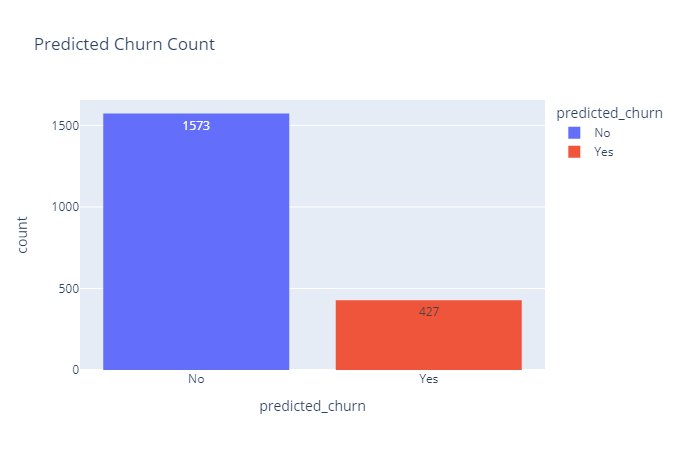 Predicted Churn Count
predicted_churn
No
Yes
1500
1000
500
0
count
1573
427
No
Yes
predicted_churn